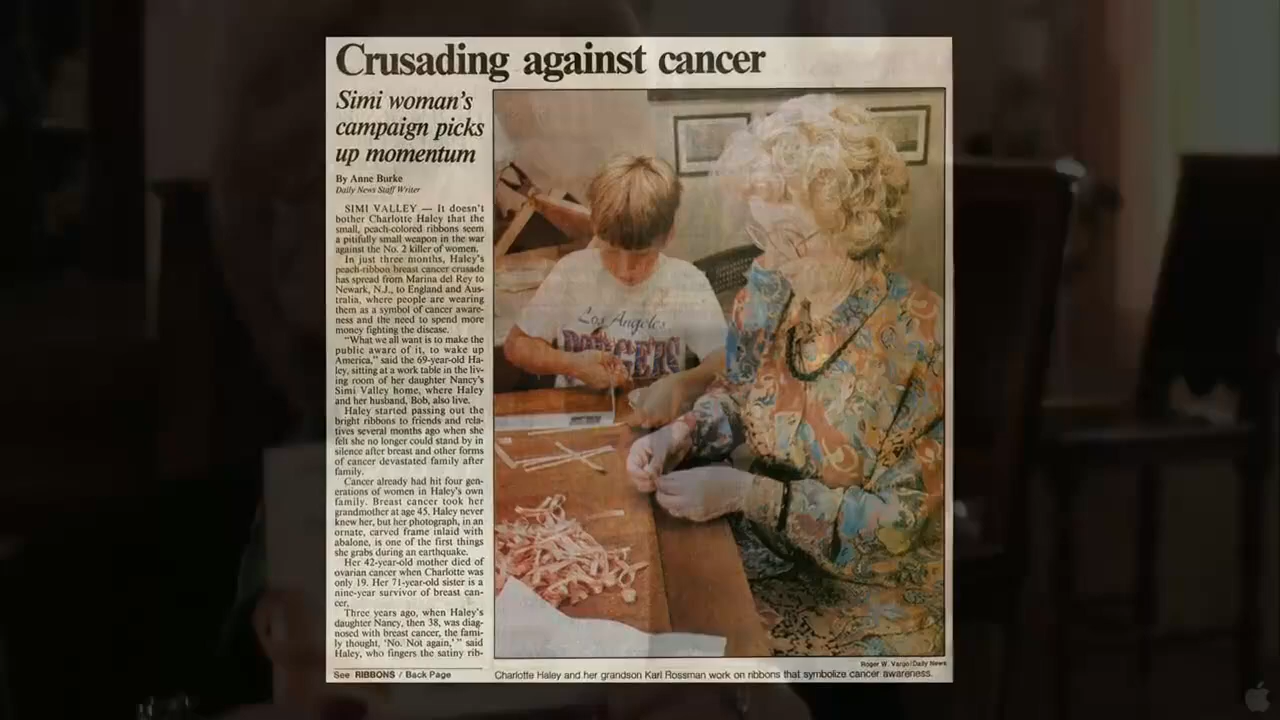 Crusading against cancer
Simi woman's
campaign picks
up momentum
By Anne Burke
Daily News Staff Writer
SIMI VALLEY — It doesn't
bother Charlotte Haley that the
small, peach-colored ribbons seem
a pitifully small weapon in the war
against the No. 2 killer of women.
In just three months, Haley's
peach-ribbon breast cancer crusade
has spread from Marina del Rey to
Newark, N.J., to England and Aus-
tralia, where people are wearing
them as a symbol of cancer aware-
ness and the need to spend more
money fighting the disease.
"What we all want is to make the
public aware of it, to wake up
America," said the 69-year-old Ha-
ley, sitting at a work table in the liv-
ing room of her daughter Nancy's
Simi Valley home, where Haley
and her husband, Bob, also live.
Haley started passing out the
bright ribbons to friends and rela-
tives several months ago when she
felt she no longer could stand by in
silence after breast and other forms
of cancer devastated family after
family.
Cancer already had hit four gen-
erations of women in Haley's own
family. Breast cancer took her
grandmother at age 45. Haley never
knew her, but her photograph, in an
ornate, carved frame inlaid with
abalone, is one of the first things
she grabs during an earthquake.
Her 42-year-old mother died of
ovarian cancer when Charlotte was
only 19. Her 71-year-old sister is a
nine-year survivor of breast can-
cer.
Three years ago, when Haley's
daughter Nancy, then 38, was diag-
nosed with breast cancer, the fami-
ly thought, 'No. Not again,' " said
Haley, who fingers the satiny rib-
See RIBBONS / Back Page
Los Angeles
DODGERS
Roger W. Vargo/Daily News
Charlotte Haley and her grandson Karl Rossman work on ribbons that symbolize cancer awareness.